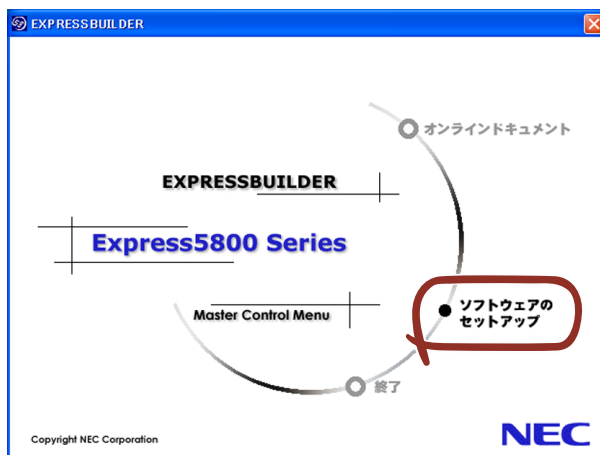 EXPRESSBUILDER
オンラインドキュメント
EXPRESSBUILDER
Express5800 Series
ソフトウェアの
セットアップ
Master Control Menu
終了
Copyright NEC Corporation
NEC